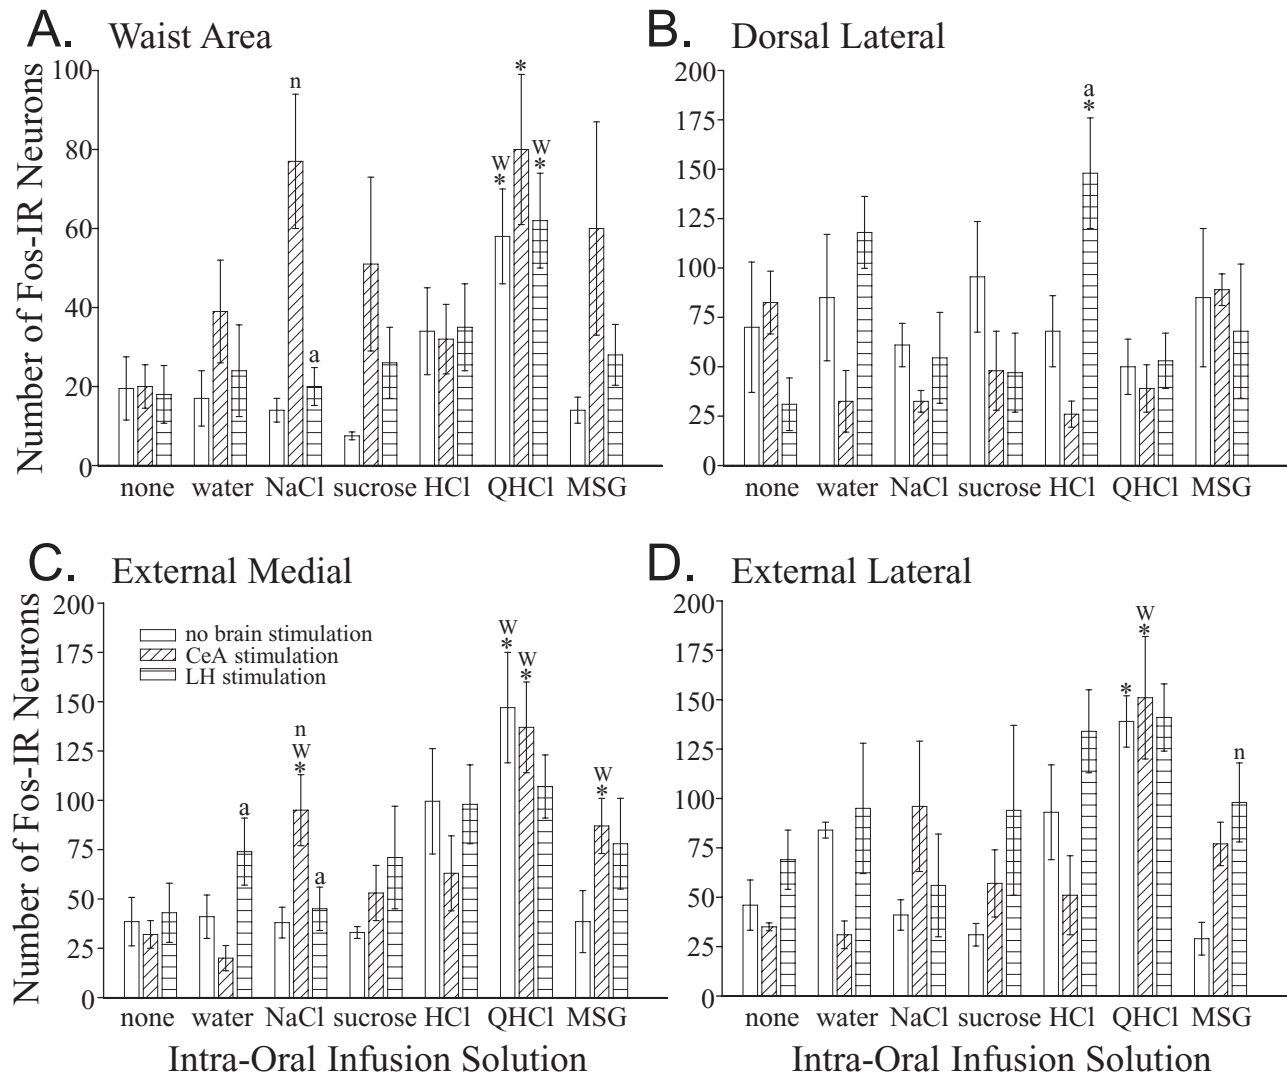 A. Waist Area
Number of Fos-IR Neurons
100
80
60
40
20
0
n
a
W
*
*
W
*
none water NaCl sucrose HCl QHCl MSG
B. Dorsal Lateral
200
175
150
125
100
75
50
25
0
a
*
none water NaCl sucrose HCl QHCl MSG
C. External Medial
Number of Fos-IR Neurons
200
175
150
125
100
75
50
25
0
no brain stimulation
CeA stimulation
LH stimulation
a
n
W
*
a
W
*
W
*
W
*
none water NaCl sucrose HCl QHCl MSG
Intra-Oral Infusion Solution
D. External Lateral
200
175
150
125
100
75
50
25
0
*
W
*
n
none water NaCl sucrose HCl QHCl MSG
Intra-Oral Infusion Solution